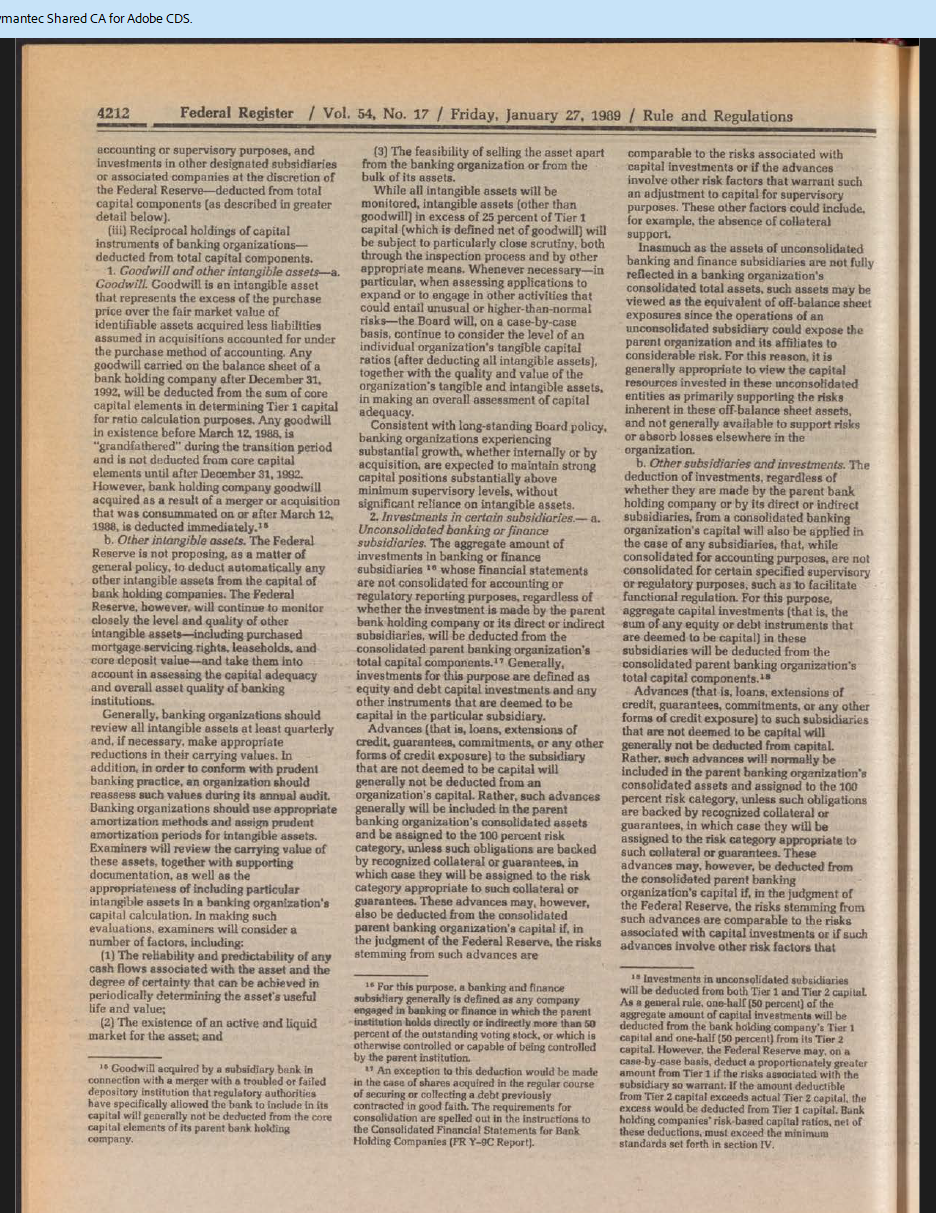 mantec Shared CA for Adobe CDS.
4212 Federal Register / Vol. 54, No. 17 / Friday, January 27, 1989 / Rule and Regulations
accounting or supervisory purposes, and
investments in other designated subsidiaries
or associated companies at the discretion of
the Federal Reserve—deducted from total
capital components (as described in greater
detail below).
(iii) Reciprocal holdings of capital
instruments of banking organizations—
deducted from total capital components.
1. Goodwill and other intangible assets—a.
Goodwill. Goodwill is an intangible asset
that represents the excess of the purchase
price over the fair market value of
identifiable assets acquired less liabilities
assumed in acquisitions accounted for under
the purchase method of accounting. Any
goodwill carried on the balance sheet of a
bank holding company after December 31,
1992, will be deducted from the sum of core
capital elements in determining Tier 1 capital
for ratio calculation purposes. Any goodwill
in existence before March 12, 1988, is
"grandfathered" during the transition period
and is not deducted from core capital
elements until after December 31, 1992.
However, bank holding company goodwill
acquired as a result of a merger or acquisition
that was consummated on or after March 12,
1988, is deducted immediately.¹⁵
b. Other intangible assets. The Federal
Reserve is not proposing, as a matter of
general policy, to deduct automatically any
other intangible assets from the capital of
bank holding companies. The Federal
Reserve, however, will continue to monitor
closely the level and quality of other
intangible assets—including purchased
mortgage servicing rights, leaseholds, and
core deposit value—and take them into
account in assessing the capital adequacy
and overall asset quality of banking
institutions.
Generally, banking organizations should
review all intangible assets at least quarterly
and, if necessary, make appropriate
reductions in their carrying values. In
addition, in order to conform with prudent
banking practice, an organization should
reassess such values during its annual audit.
Banking organizations should use appropriate
amortization methods and assign prudent
amortization periods for intangible assets.
Examiners will review the carrying value of
these assets, together with supporting
documentation, as well as the
appropriateness of including particular
intangible assets in a banking organization's
capital calculation. In making such
evaluations, examiners will consider a
number of factors, including:
(1) The reliability and predictability of any
cash flows associated with the asset and the
degree of certainty that can be achieved in
periodically determining the asset's useful
life and value;
(2) The existence of an active and liquid
market for the asset; and
¹⁵ Goodwill acquired by a subsidiary bank in
connection with a merger with a troubled or failed
depository institution that regulatory authorities
have specifically allowed the bank to include in its
capital will generally not be deducted from the core
capital elements of its parent bank holding
company.
(3) The feasibility of selling the asset apart
from the banking organization or from the
bulk of its assets.
While all intangible assets will be
monitored, intangible assets (other than
goodwill) in excess of 25 percent of Tier 1
capital (which is defined net of goodwill) will
be subject to particularly close scrutiny, both
through the inspection process and by other
appropriate means. Whenever necessary—in
particular, when assessing applications to
expand or to engage in other activities that
could entail unusual or higher-than-normal
risks—the Board will, on a case-by-case
basis, continue to consider the level of an
individual organization's tangible capital
ratios (after deducting all intangible assets),
together with the quality and value of the
organization's tangible and intangible assets,
in making an overall assessment of capital
adequacy.
Consistent with long-standing Board policy,
banking organizations experiencing
substantial growth, whether internally or by
acquisition, are expected to maintain strong
capital positions substantially above
minimum supervisory levels, without
significant reliance on intangible assets.
2. Investments in certain subsidiaries.— a.
Unconsolidated banking or finance
subsidiaries. The aggregate amount of
investments in banking or finance
subsidiaries ¹⁶ whose financial statements
are not consolidated for accounting or
regulatory reporting purposes, regardless of
whether the investment is made by the parent
bank holding company or its direct or indirect
subsidiaries, will be deducted from the
consolidated parent banking organization's
total capital components.¹⁷ Generally,
investments for this purpose are defined as
equity and debt capital investments and any
other instruments that are deemed to be
capital in the particular subsidiary.
Advances (that is, loans, extensions of
credit, guarantees, commitments, or any other
forms of credit exposure) to the subsidiary
that are not deemed to be capital will
generally not be deducted from an
organization's capital. Rather, such advances
generally will be included in the parent
banking organization's consolidated assets
and be assigned to the 100 percent risk
category, unless such obligations are backed
by recognized collateral or guarantees, in
which case they will be assigned to the risk
category appropriate to such collateral or
guarantees. These advances may, however,
also be deducted from the consolidated
parent banking organization's capital if, in
the judgment of the Federal Reserve, the risks
stemming from such advances are
¹⁶ For this purpose, a banking and finance
subsidiary generally is defined as any company
engaged in banking or finance in which the parent
institution holds directly or indirectly more than 50
percent of the outstanding voting stock, or which is
otherwise controlled or capable of being controlled
by the parent institution.
¹⁷ An exception to this deduction would be made
in the case of shares acquired in the regular course
of securing or collecting a debt previously
contracted in good faith. The requirements for
consolidation are spelled out in the instructions to
the Consolidated Financial Statements for Bank
Holding Companies (FR Y–9C Report).
comparable to the risks associated with
capital investments or if the advances
involve other risk factors that warrant such
an adjustment to capital for supervisory
purposes. These other factors could include,
for example, the absence of collateral
support.
Inasmuch as the assets of unconsolidated
banking and finance subsidiaries are not fully
reflected in a banking organization's
consolidated total assets, such assets may be
viewed as the equivalent of off-balance sheet
exposures since the operations of an
unconsolidated subsidiary could expose the
parent organization and its affiliates to
considerable risk. For this reason, it is
generally appropriate to view the capital
resources invested in these unconsolidated
entities as primarily supporting the risks
inherent in these off-balance sheet assets,
and not generally available to support risks
or absorb losses elsewhere in the
organization.
b. Other subsidiaries and investments. The
deduction of investments, regardless of
whether they are made by the parent bank
holding company or by its direct or indirect
subsidiaries, from a consolidated banking
organization's capital will also be applied in
the case of any subsidiaries, that, while
consolidated for accounting purposes, are not
consolidated for certain specified supervisory
or regulatory purposes, such as to facilitate
functional regulation. For this purpose,
aggregate capital investments (that is, the
sum of any equity or debt instruments that
are deemed to be capital) in these
subsidiaries will be deducted from the
consolidated parent banking organization's
total capital components.¹⁸
Advances (that is, loans, extensions of
credit, guarantees, commitments, or any other
forms of credit exposure) to such subsidiaries
that are not deemed to be capital will
generally not be deducted from capital.
Rather, such advances will normally be
included in the parent banking organization's
consolidated assets and assigned to the 100
percent risk category, unless such obligations
are backed by recognized collateral or
guarantees, in which case they will be
assigned to the risk category appropriate to
such collateral or guarantees. These
advances may, however, be deducted from
the consolidated parent banking
organization's capital if, in the judgment of
the Federal Reserve, the risks stemming from
such advances are comparable to the risks
associated with capital investments or if such
advances involve other risk factors that
¹⁸ Investments in unconsolidated subsidiaries
will be deducted from both Tier 1 and Tier 2 capital.
As a general rule, one-half (50 percent) of the
aggregate amount of capital investments will be
deducted from the bank holding company's Tier 1
capital and one-half (50 percent) from its Tier 2
capital. However, the Federal Reserve may, on a
case-by-case basis, deduct a proportionately greater
amount from Tier 1 if the risks associated with the
subsidiary so warrant. If the amount deductible
from Tier 2 capital exceeds actual Tier 2 capital, the
excess would be deducted from Tier 1 capital. Bank
holding companies' risk-based capital ratios, net of
these deductions, must exceed the minimum
standards set forth in section IV.